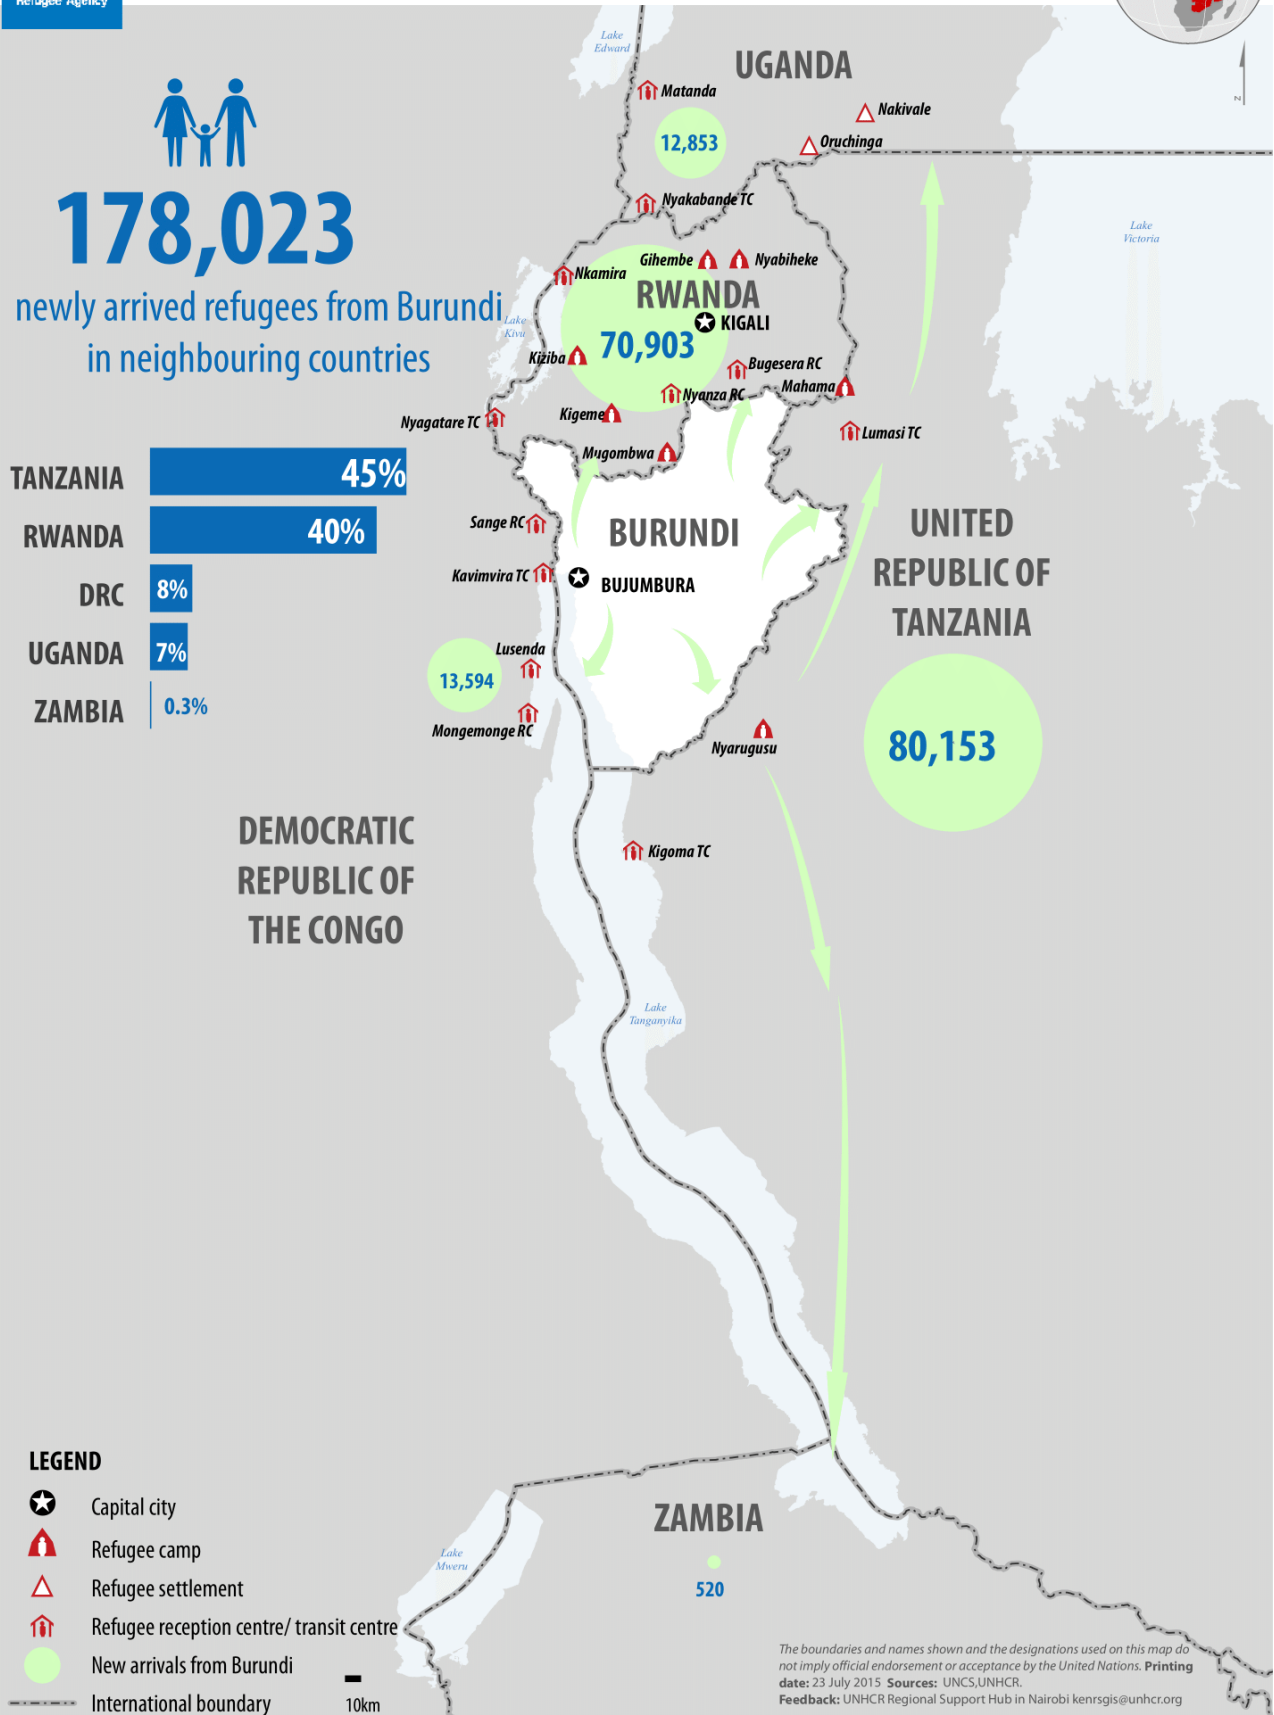 Refugee Agency
178,023
newly arrived refugees from Burundi
in neighbouring countries
TANZANIA 45%
RWANDA 40%
DRC 8%
UGANDA 7%
ZAMBIA 0.3%
Lake
Edward
UGANDA
N
Matanda
12,853
Nakivale
Oruchinga
Nyakabande TC
Lake
Victoria
Gihembe
Nyabiheke
Nkamira
RWANDA
KIGALI
70,903
Lake
Kivu
Kiziba
Bugesera RC
Mahama
Nyanza RC
Nyagatare TC
Kigeme
Lumasi TC
Mugombwa
Sange RC
BURUNDI
UNITED
REPUBLIC OF
TANZANIA
80,153
Kavimvira TC
BUJUMBURA
Lusenda
13,594
Mongemonge RC
Nyarugusu
DEMOCRATIC
REPUBLIC OF
THE CONGO
Kigoma TC
Lake
Tanganyika
ZAMBIA
520
Lake
Mweru
LEGEND
Capital city
Refugee camp
Refugee settlement
Refugee reception centre/ transit centre
New arrivals from Burundi
International boundary
10km
The boundaries and names shown and the designations used on this map do
not imply official endorsement or acceptance by the United Nations. Printing
date: 23 July 2015 Sources: UNCS,UNHCR.
Feedback: UNHCR Regional Support Hub in Nairobi kenrsgis@unhcr.org